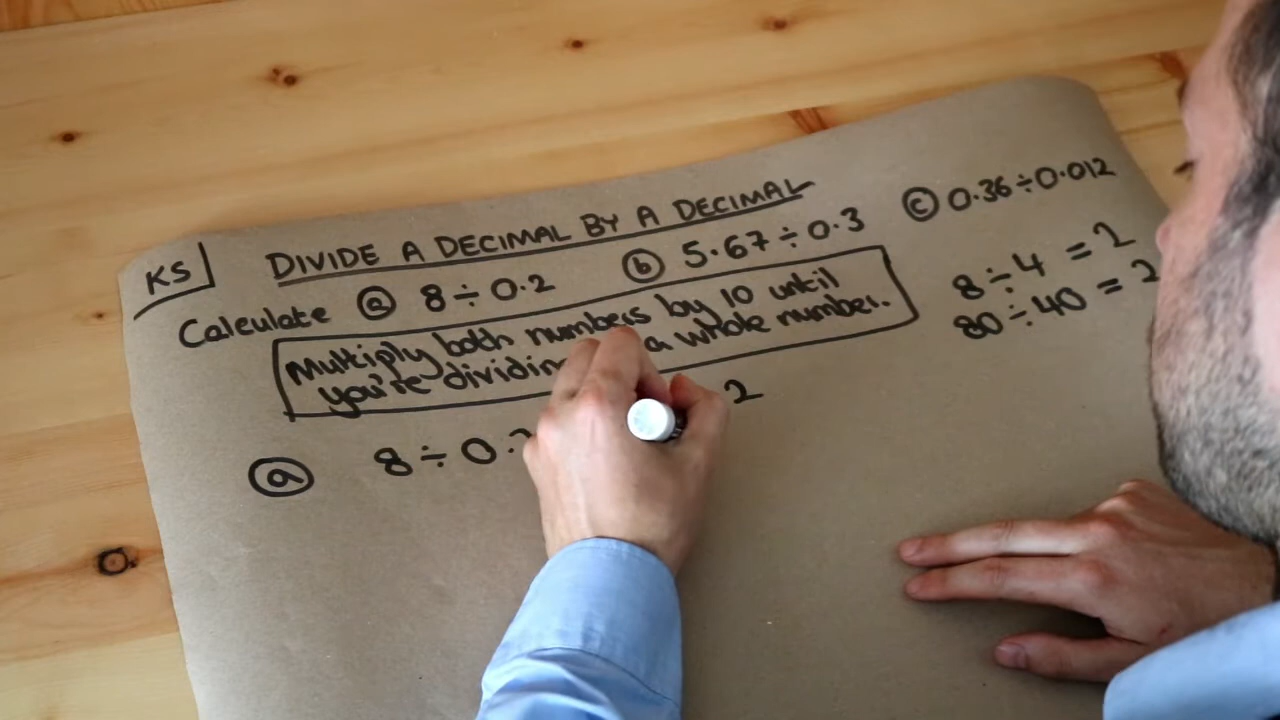 KS
DIVIDE A DECIMAL BY A DECIMAL
Calculate ⓐ 8 ÷ 0.2 ⓑ 5.67 ÷ 0.3 ⓒ 0.36 ÷ 0.012
Multiply both numbers by 10 until
you're a whole number.
8 ÷ 4 = 2
80 ÷ 40 = 2
ⓐ 8 ÷ 0. 2